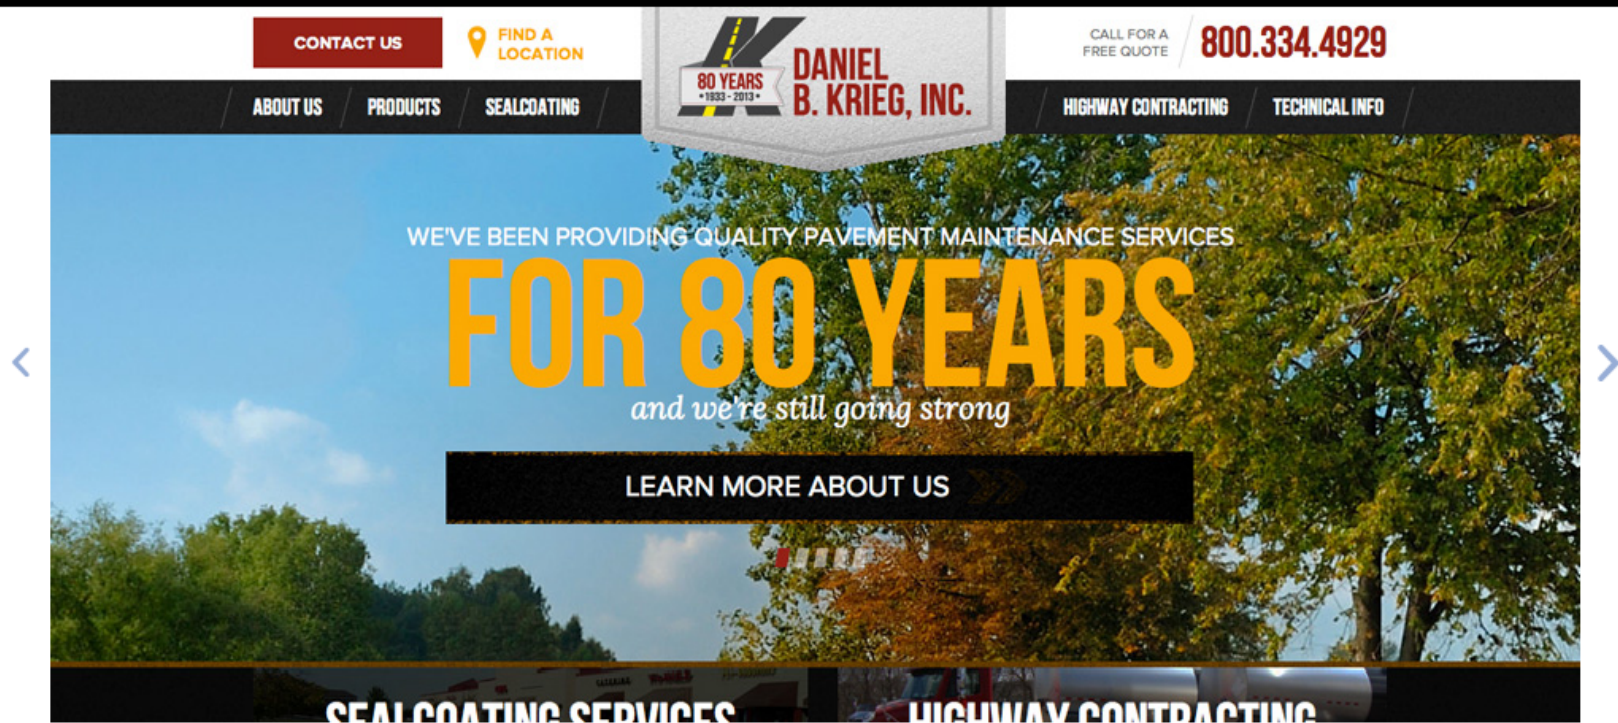 CONTACT US
FIND A
LOCATION
80 YEARS
•1933 - 2013•
DANIEL
B. KRIEG, INC.
CALL FOR A
FREE QUOTE
800.334.4929
ABOUT US
PRODUCTS
SEALCOATING
HIGHWAY CONTRACTING
TECHNICAL INFO
WE'VE BEEN PROVIDING QUALITY PAVEMENT MAINTENANCE SERVICES
FOR 80 YEARS
and we're still going strong
LEARN MORE ABOUT US
SEALCOATING SERVICES
HIGHWAY CONTRACTING